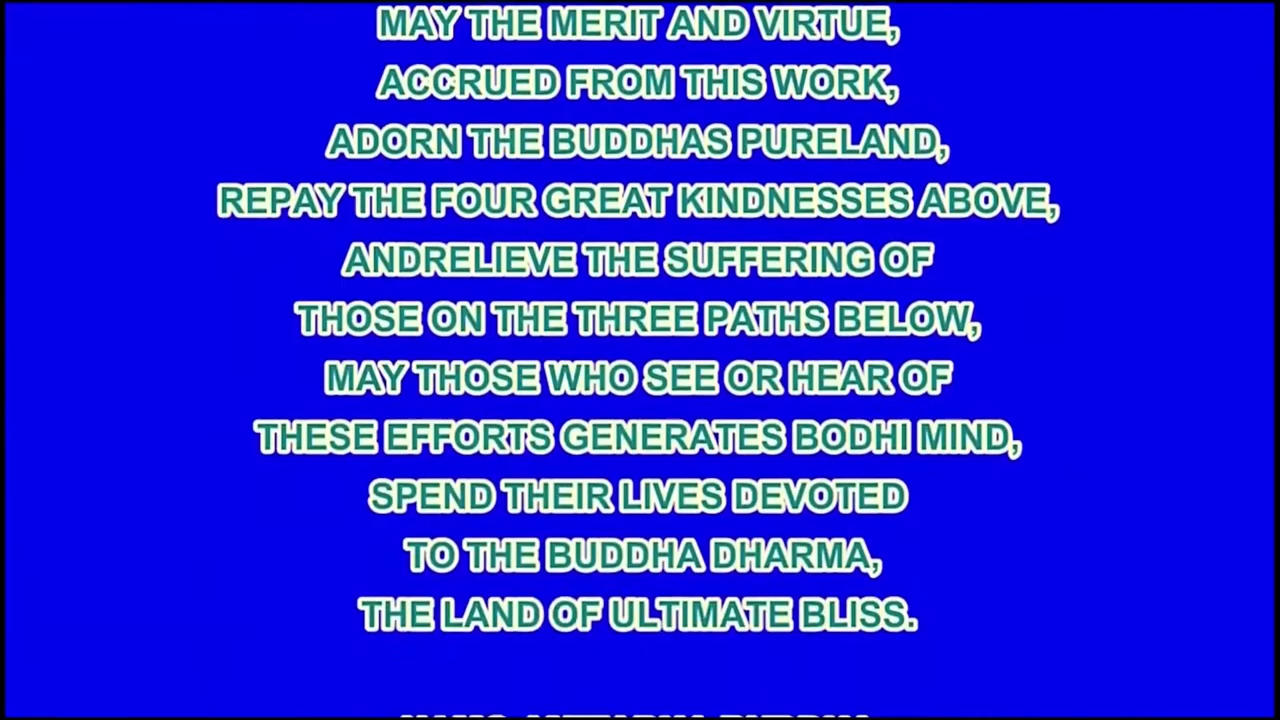 MAY THE MERIT AND VIRTUE,
ACCRUED FROM THIS WORK,
ADORN THE BUDDHAS PURELAND,
REPAY THE FOUR GREAT KINDNESSES ABOVE,
ANDRELIEVE THE SUFFERING OF
THOSE ON THE THREE PATHS BELOW,
MAY THOSE WHO SEE OR HEAR OF
THESE EFFORTS GENERATES BODHI MIND,
SPEND THEIR LIVES DEVOTED
TO THE BUDDHA DHARMA,
THE LAND OF ULTIMATE BLISS.